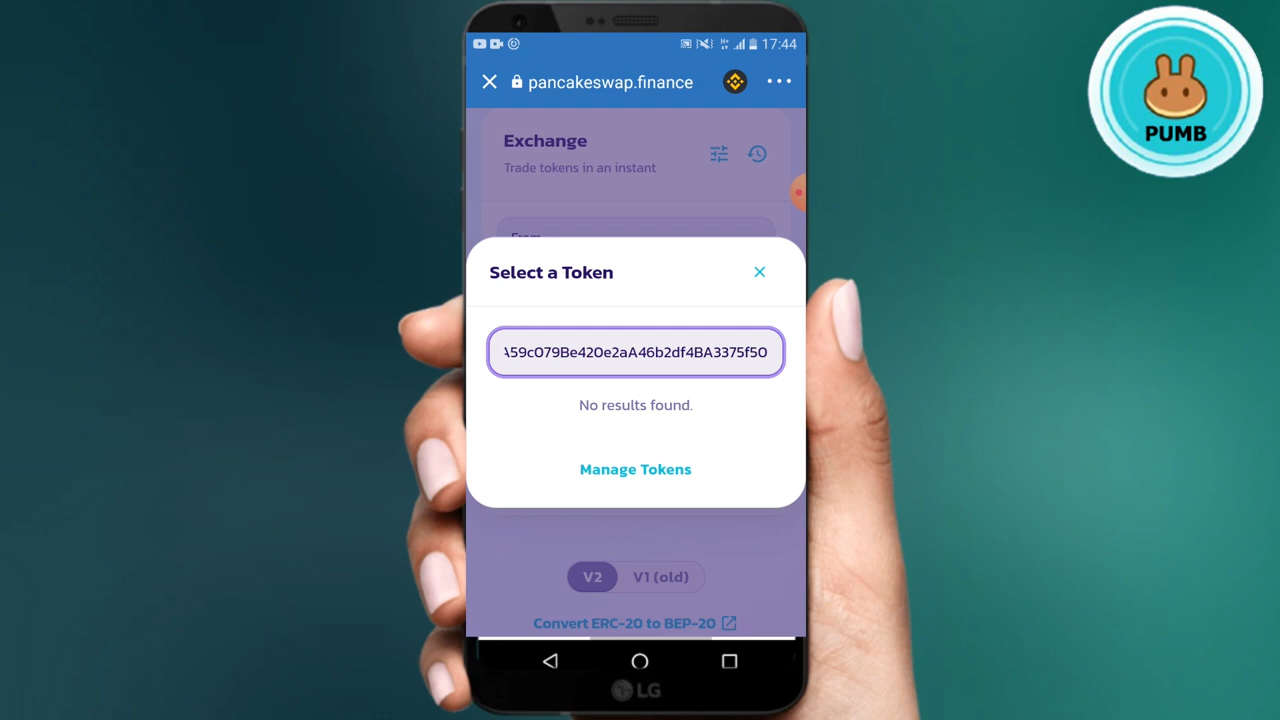 17:44
pancakeswap.finance
Exchange
Trade tokens in an instant
Select a Token
A59c079Be420e2aA46b2df4BA3375f50
No results found.
Manage Tokens
V2
V1 (old)
Convert ERC-20 to BEP-20
LG
PUMB